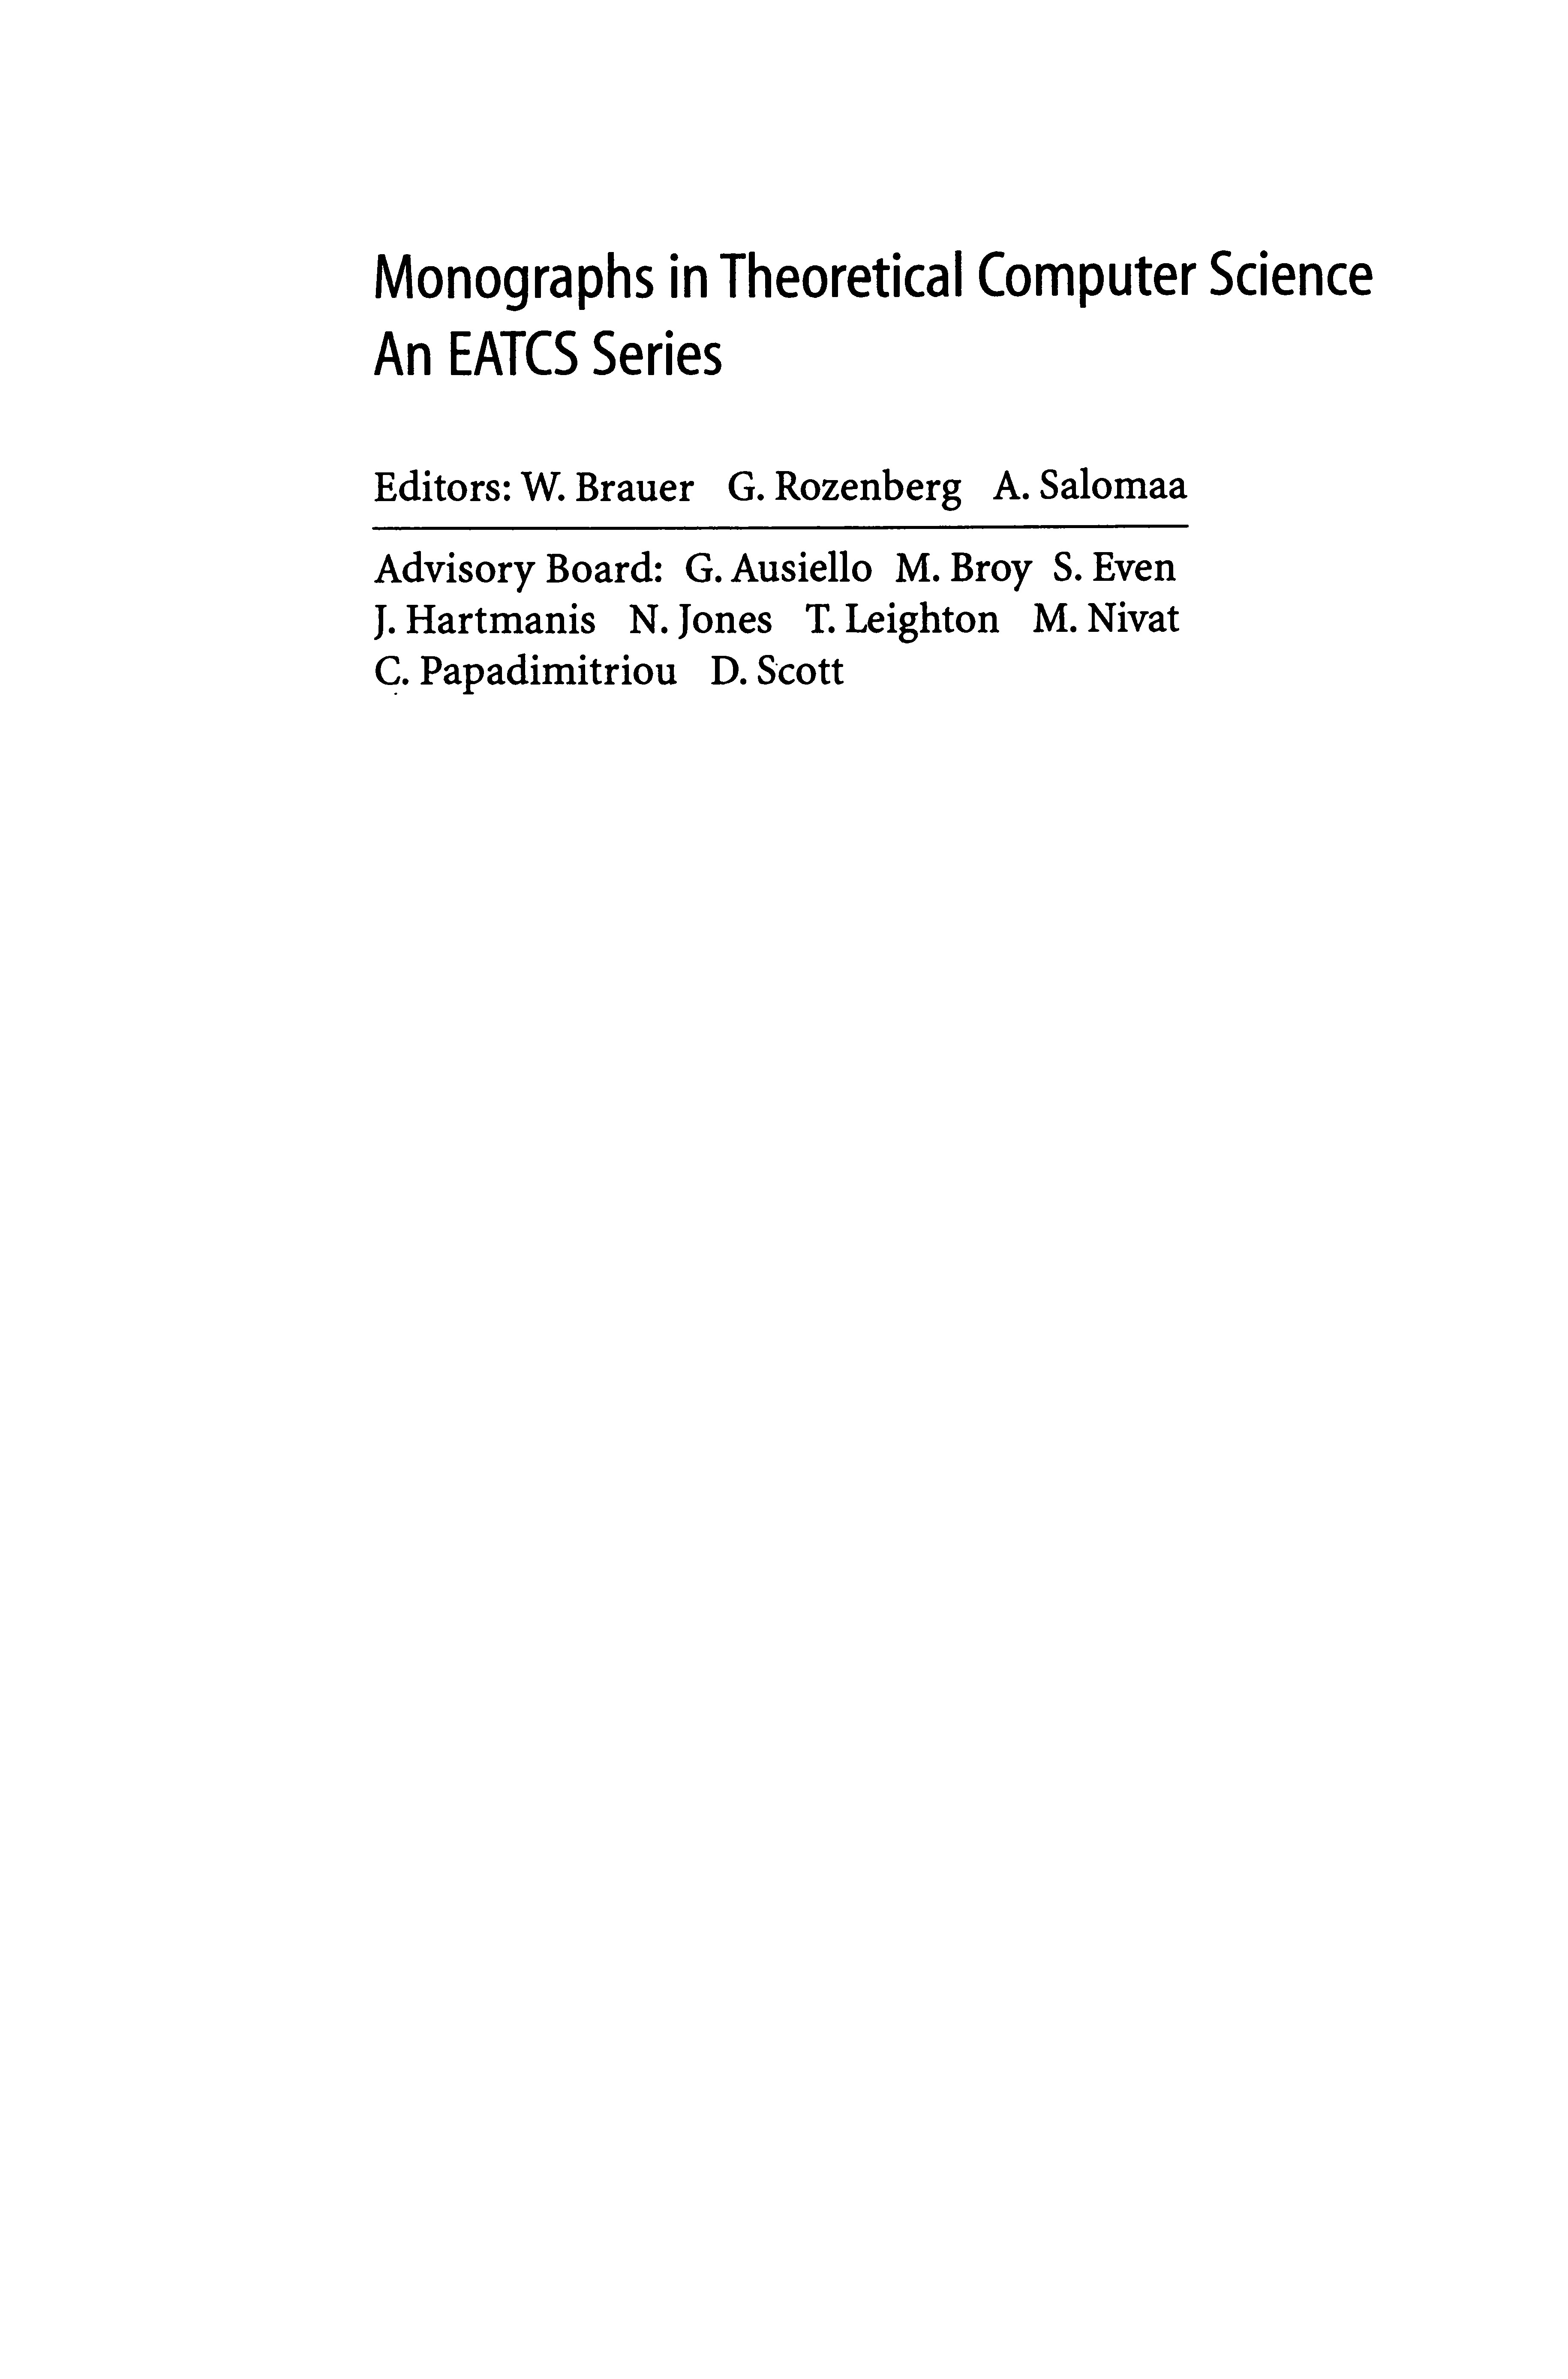 Monographs in Theoretical Computer Science
An EATCS Series
Editors: W. Brauer G. Rozenberg A. Salomaa
Advisory Board: G. Ausiello M. Broy S. Even
J. Hartmanis N. Jones T. Leighton M. Nivat
C. Papadimitriou D. Scott